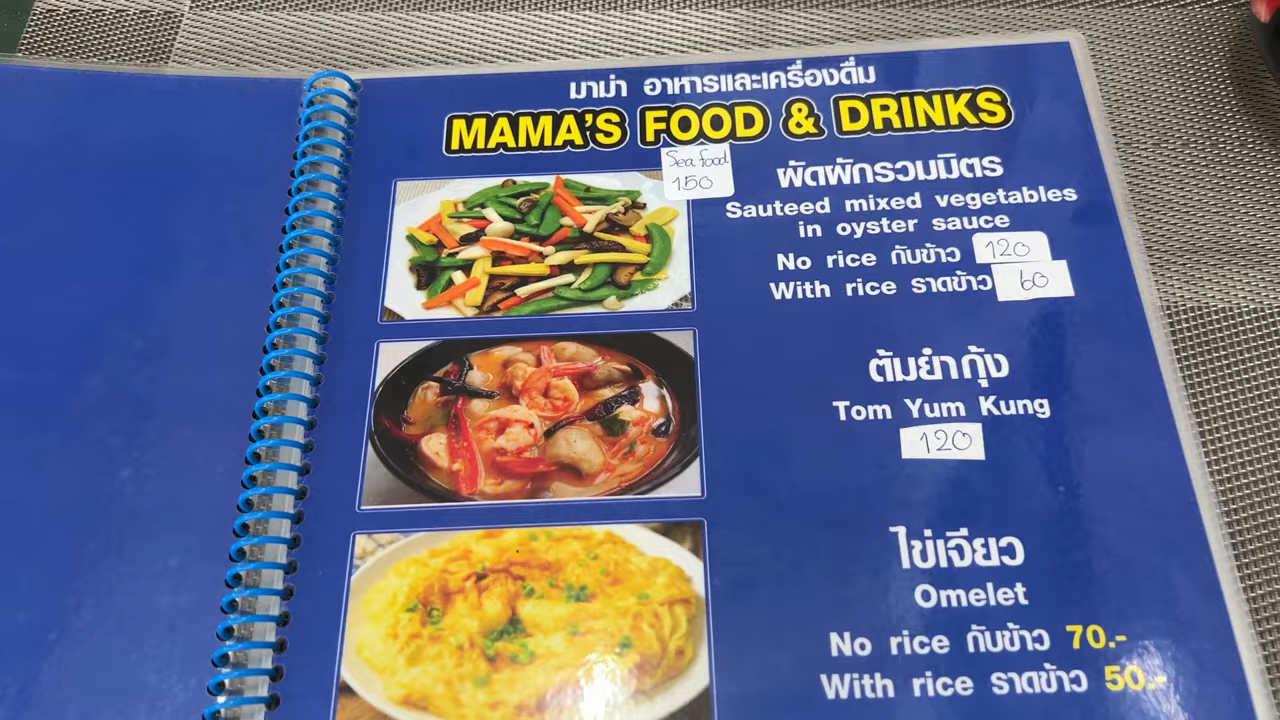 มาม่า อาหารและเครื่องดื่ม
MAMA'S FOOD & DRINKS
Sea food
150
ผัดผักรวมมิตร
Sauteed mixed vegetables
in oyster sauce
No rice กับข้าว 120
With rice ราดข้าว 60
ต้มยำกุ้ง
Tom Yum Kung
120
ไข่เจียว
Omelet
No rice กับข้าว 70.-
With rice ราดข้าว 50.-